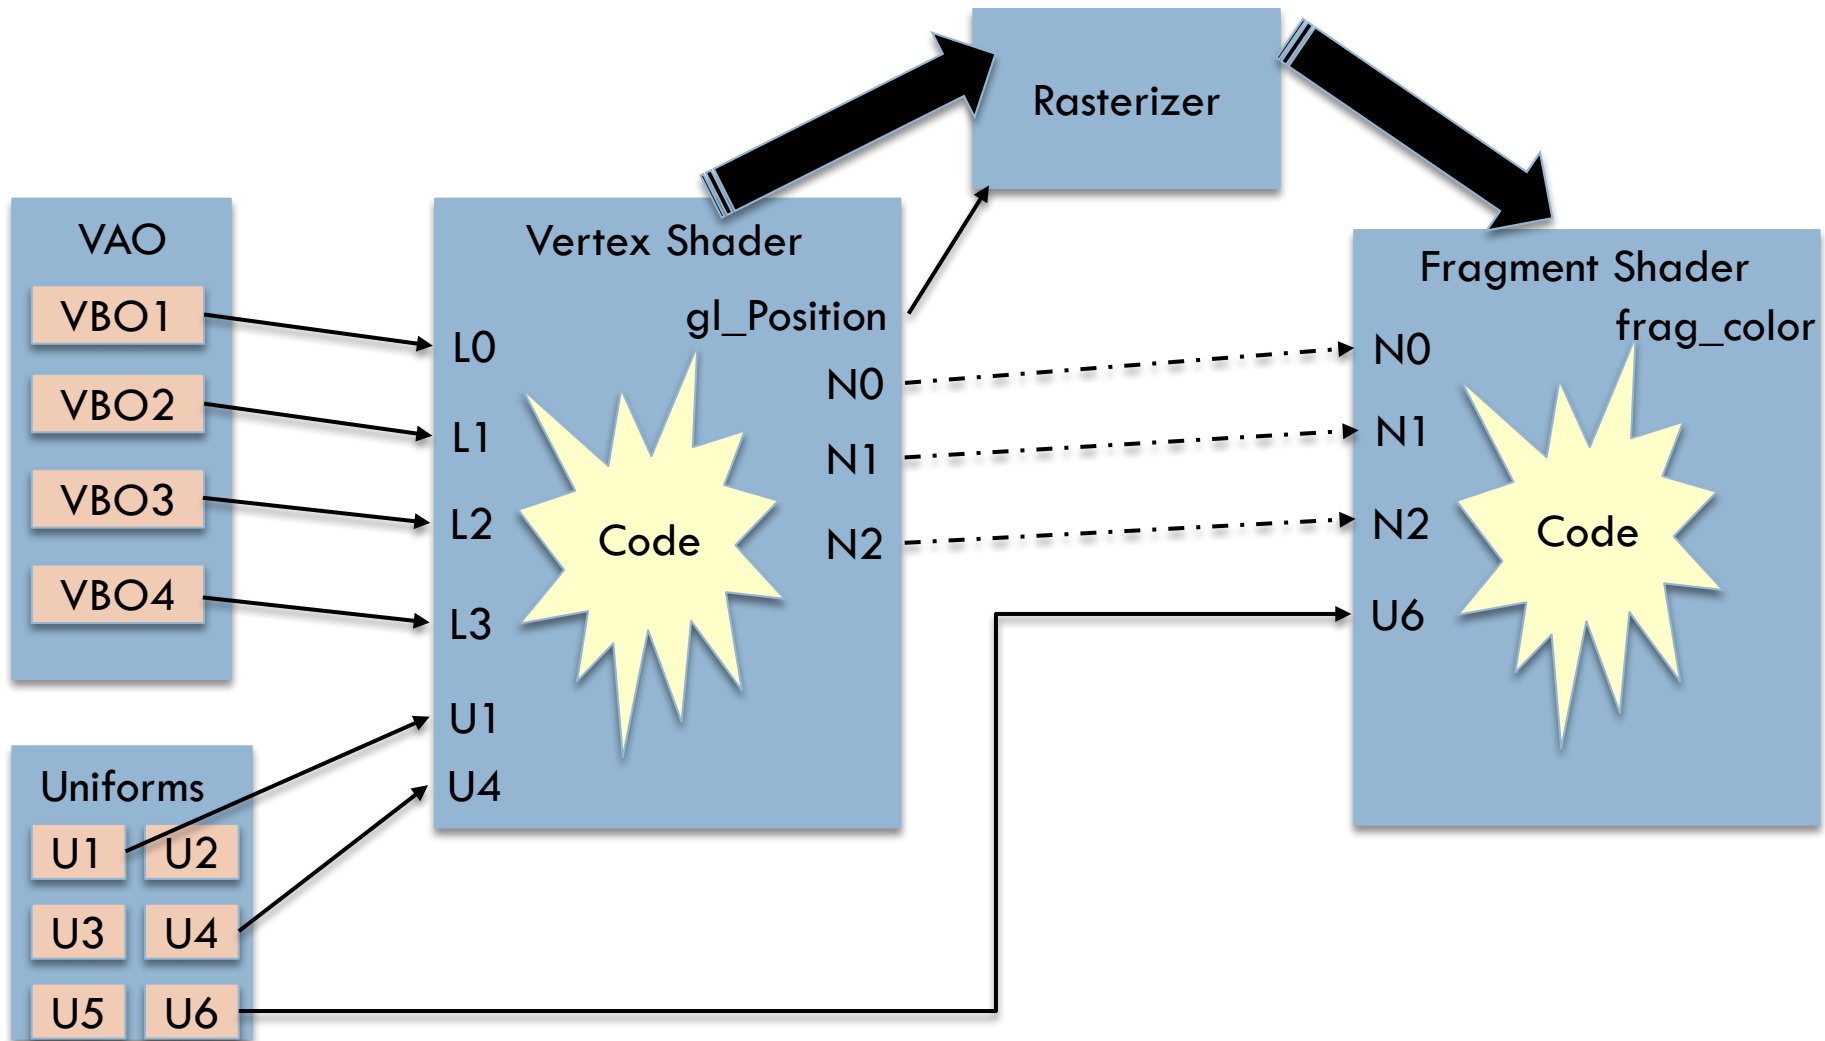 Rasterizer
VAO
VBO1
VBO2
VBO3
VBO4
Vertex Shader
gl_Position
L0
L1
L2
L3
U1
U4
N0
N1
N2
Code
Fragment Shader
frag_color
N0
N1
N2
U6
Code
Uniforms
U1 U2
U3 U4
U5 U6